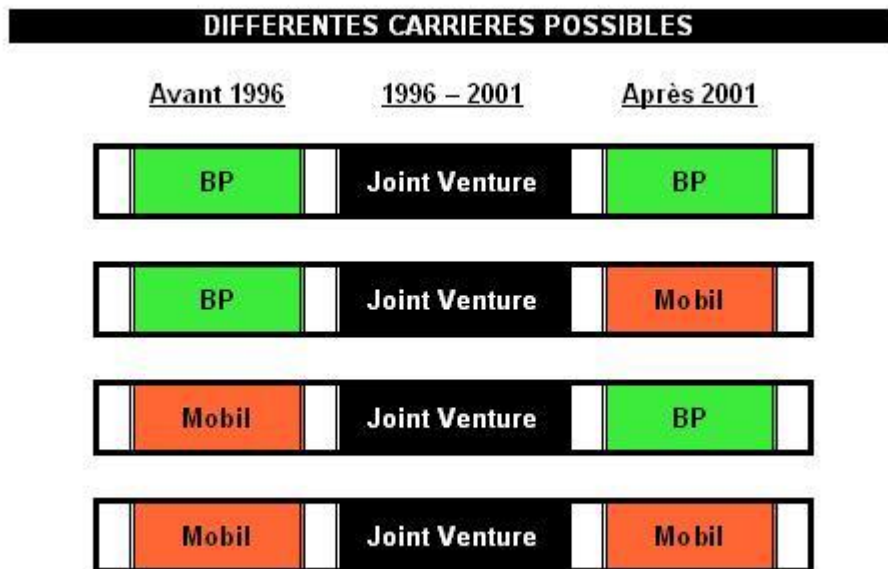 DIFFERENTES CARRIERES POSSIBLES
Avant 1996 1996 – 2001 Après 2001
BP Joint Venture BP
BP Joint Venture Mobil
Mobil Joint Venture BP
Mobil Joint Venture Mobil